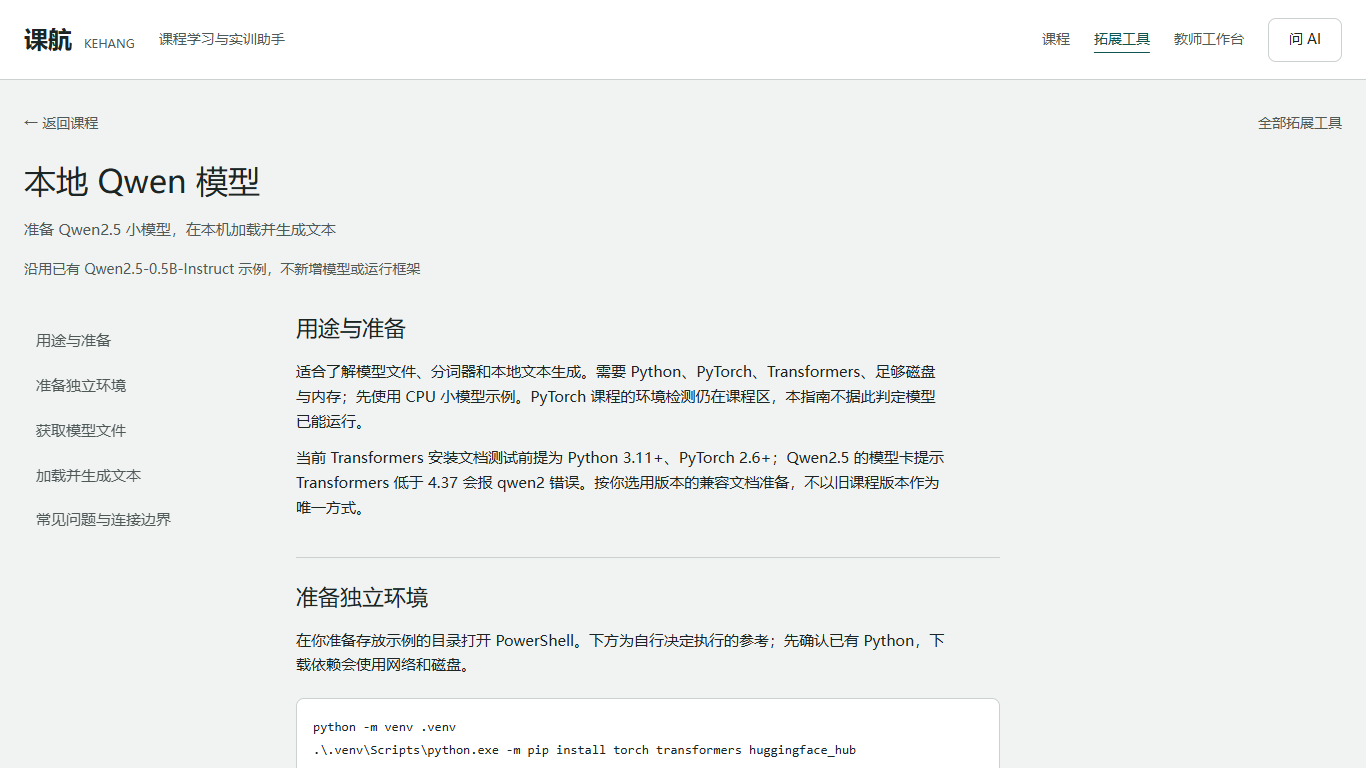 课航 KEHANG 课程学习与实训助手 课程 拓展工具 教师工作台 问 AI
← 返回课程 全部拓展工具
本地 Qwen 模型
准备 Qwen2.5 小模型，在本机加载并生成文本
沿用已有 Qwen2.5-0.5B-Instruct 示例，不新增模型或运行框架
用途与准备
准备独立环境
获取模型文件
加载并生成文本
常见问题与连接边界
用途与准备
适合了解模型文件、分词器和本地文本生成。需要 Python、PyTorch、Transformers、足够磁盘
与内存；先使用 CPU 小模型示例。PyTorch 课程的环境检测仍在课程区，本指南不据此判定模型
已能运行。
当前 Transformers 安装文档测试前提为 Python 3.11+、PyTorch 2.6+；Qwen2.5 的模型卡提示
Transformers 低于 4.37 会报 qwen2 错误。按你选用版本的兼容文档准备，不以旧课程版本作为
唯一方式。
准备独立环境
在你准备存放示例的目录打开 PowerShell。下方为自行决定执行的参考；先确认已有 Python，下
载依赖会使用网络和磁盘。
python -m venv .venv
.\.venv\Scripts\python.exe -m pip install torch transformers huggingface_hub